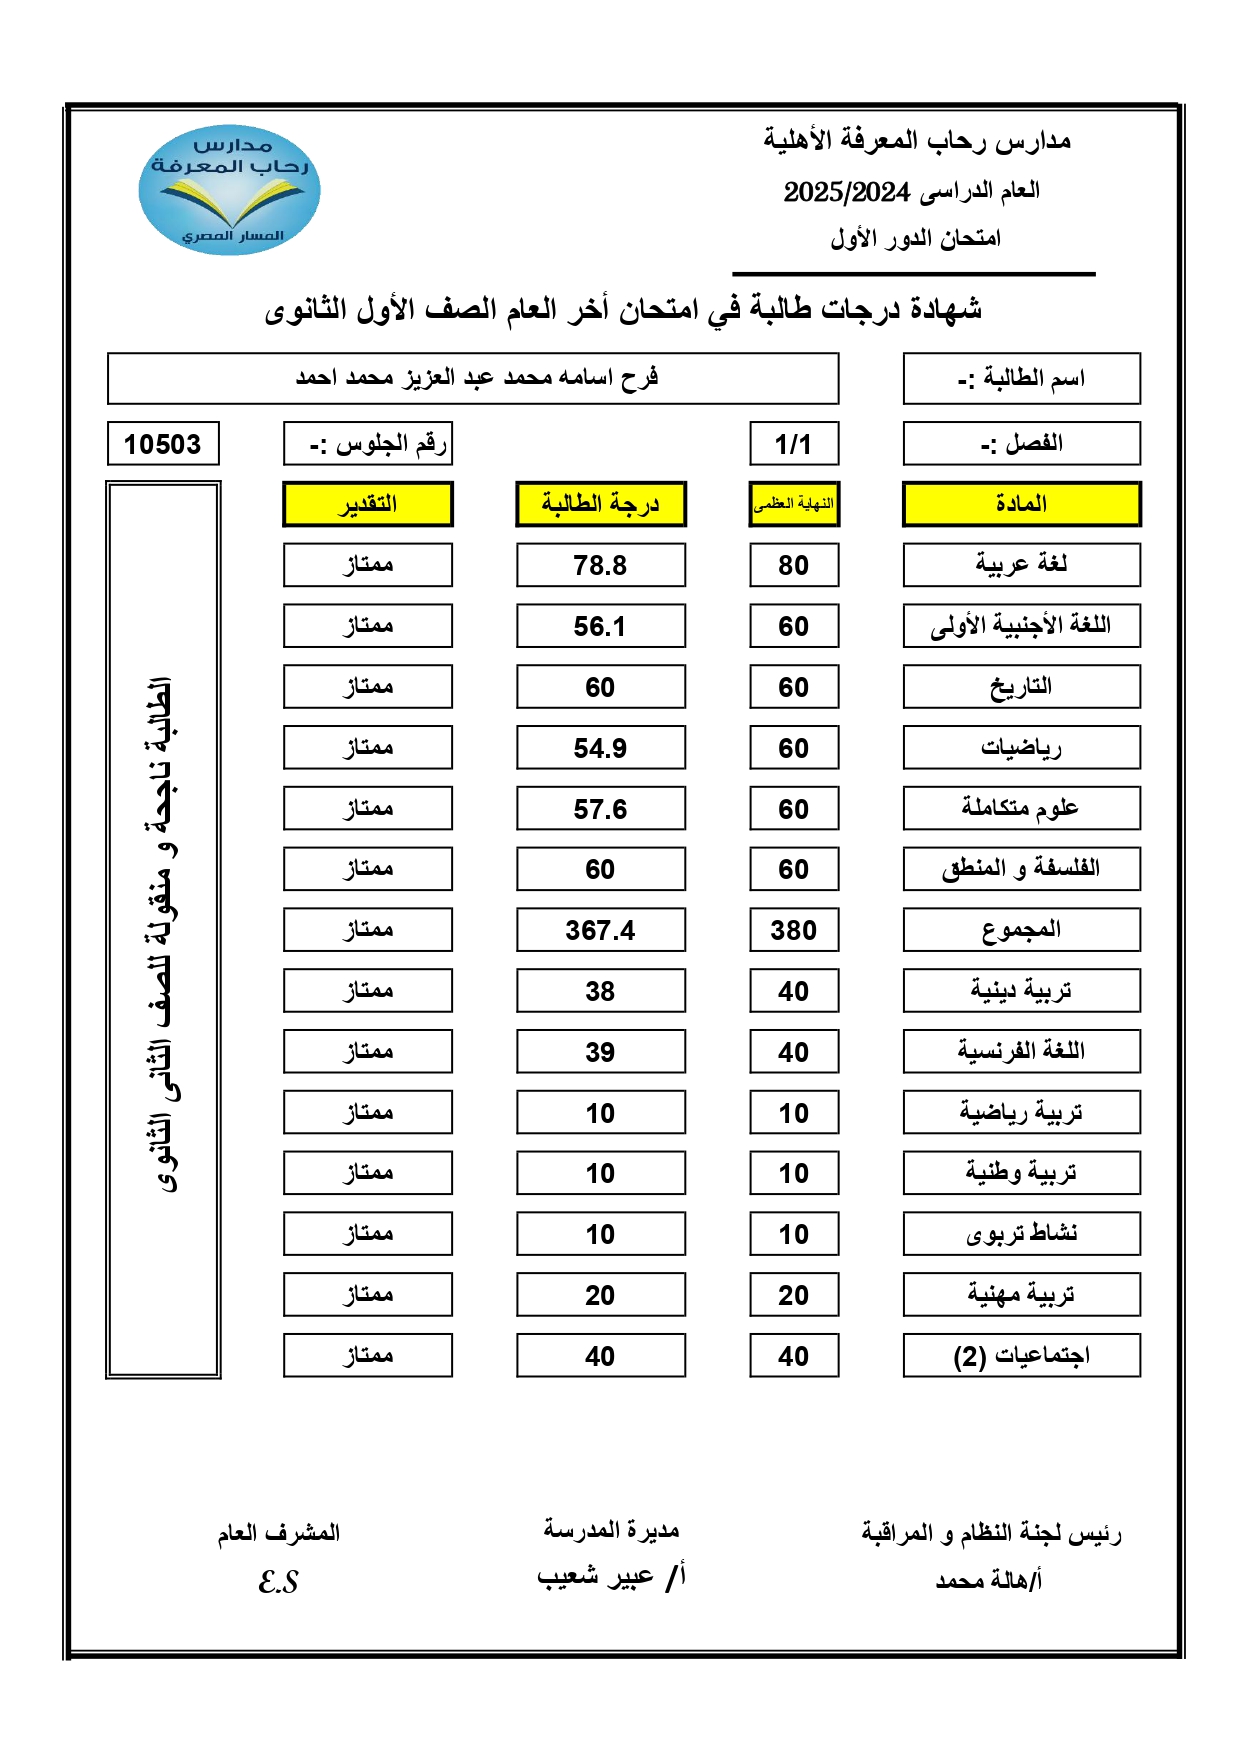 مدارس رحاب المعرفة الأهلية
العام الدراسى 2025/2024
امتحان الدور الأول
مدارس
رحاب المعرفة
المسار المصري
شهادة درجات طالبة في امتحان أخر العام الصف الأول الثانوى
اسم الطالبة :- فرح اسامه محمد عبد العزيز محمد احمد
الفصل :- 1/1 رقم الجلوس :- 10503
المادة النهاية العظمى درجة الطالبة التقدير
لغة عربية 80 78.8 ممتاز
اللغة الأجنبية الأولى 60 56.1 ممتاز
التاريخ 60 60 ممتاز
رياضيات 60 54.9 ممتاز
علوم متكاملة 60 57.6 ممتاز
الفلسفة و المنطق 60 60 ممتاز
المجموع 380 367.4 ممتاز
تربية دينية 40 38 ممتاز
اللغة الفرنسية 40 39 ممتاز
تربية رياضية 10 10 ممتاز
تربية وطنية 10 10 ممتاز
نشاط تربوى 10 10 ممتاز
تربية مهنية 20 20 ممتاز
اجتماعيات (2) 40 40 ممتاز
الطالبة ناجحة و منقولة للصف الثانى الثانوى
رئيس لجنة النظام و المراقبة مديرة المدرسة المشرف العام
أ/هالة محمد أ/ عبير شعيب E.S